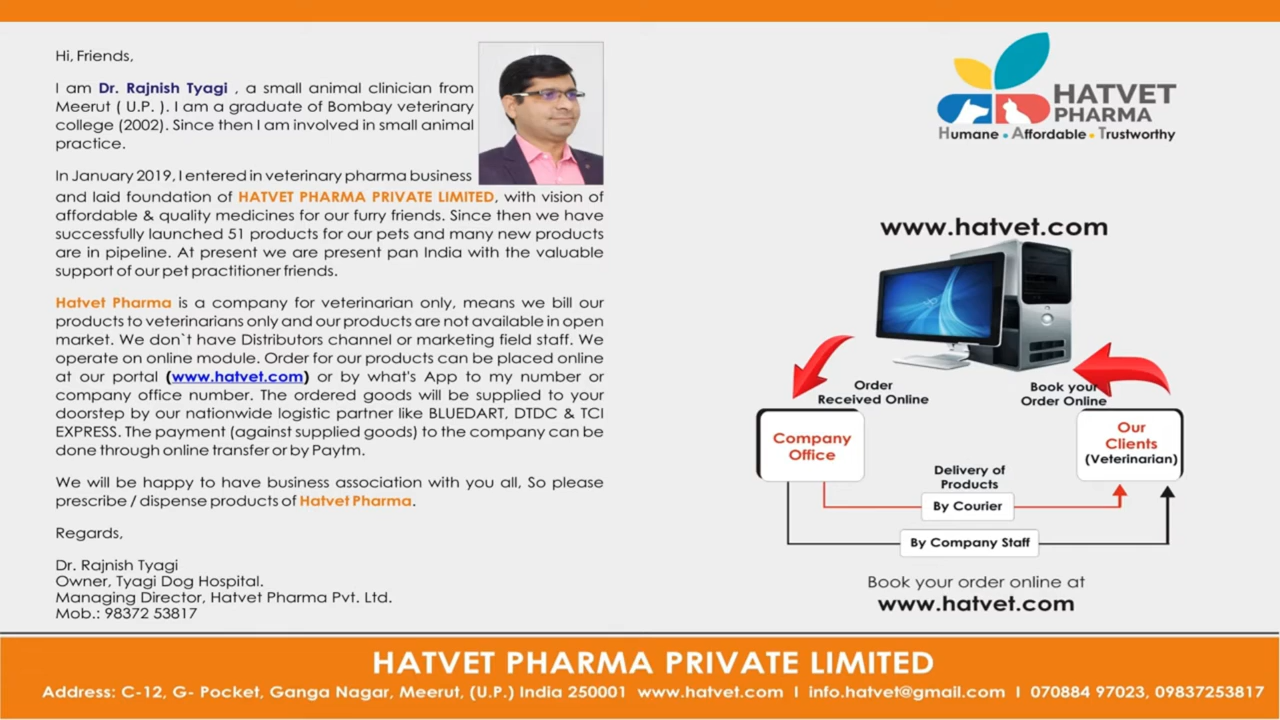 Hi, Friends,
I am Dr. Rajnish Tyagi , a small animal clinician from
Meerut ( U.P. ). I am a graduate of Bombay veterinary
college (2002). Since then I am involved in small animal
practice.
In January 2019, I entered in veterinary pharma business
and laid foundation of HATVET PHARMA PRIVATE LIMITED, with vision of
affordable & quality medicines for our furry friends. Since then we have
successfully launched 51 products for our pets and many new products
are in pipeline. At present we are present pan India with the valuable
support of our pet practitioner friends.
Hatvet Pharma is a company for veterinarian only, means we bill our
products to veterinarians only and our products are not available in open
market. We don`t have Distributors channel or marketing field staff. We
operate on online module. Order for our products can be placed online
at our portal (www.hatvet.com) or by what's App to my number or
company office number. The ordered goods will be supplied to your
doorstep by our nationwide logistic partner like BLUEDART, DTDC & TCI
EXPRESS. The payment (against supplied goods) to the company can be
done through online transfer or by Paytm.
We will be happy to have business association with you all, So please
prescribe / dispense products of Hatvet Pharma.
Regards,
Dr. Rajnish Tyagi
Owner, Tyagi Dog Hospital.
Managing Director, Hatvet Pharma Pvt. Ltd.
Mob.: 98372 53817
HATVET
PHARMA
Humane • Affordable • Trustworthy
www.hatvet.com
Order
Received Online
Book your
Order Online
Company
Office
Our
Clients
(Veterinarian)
Delivery of
Products
By Courier
By Company Staff
Book your order online at
www.hatvet.com
HATVET PHARMA PRIVATE LIMITED
Address: C-12, G- Pocket, Ganga Nagar, Meerut, (U.P.) India 250001 www.hatvet.com I info.hatvet@gmail.com I 070884 97023, 09837253817